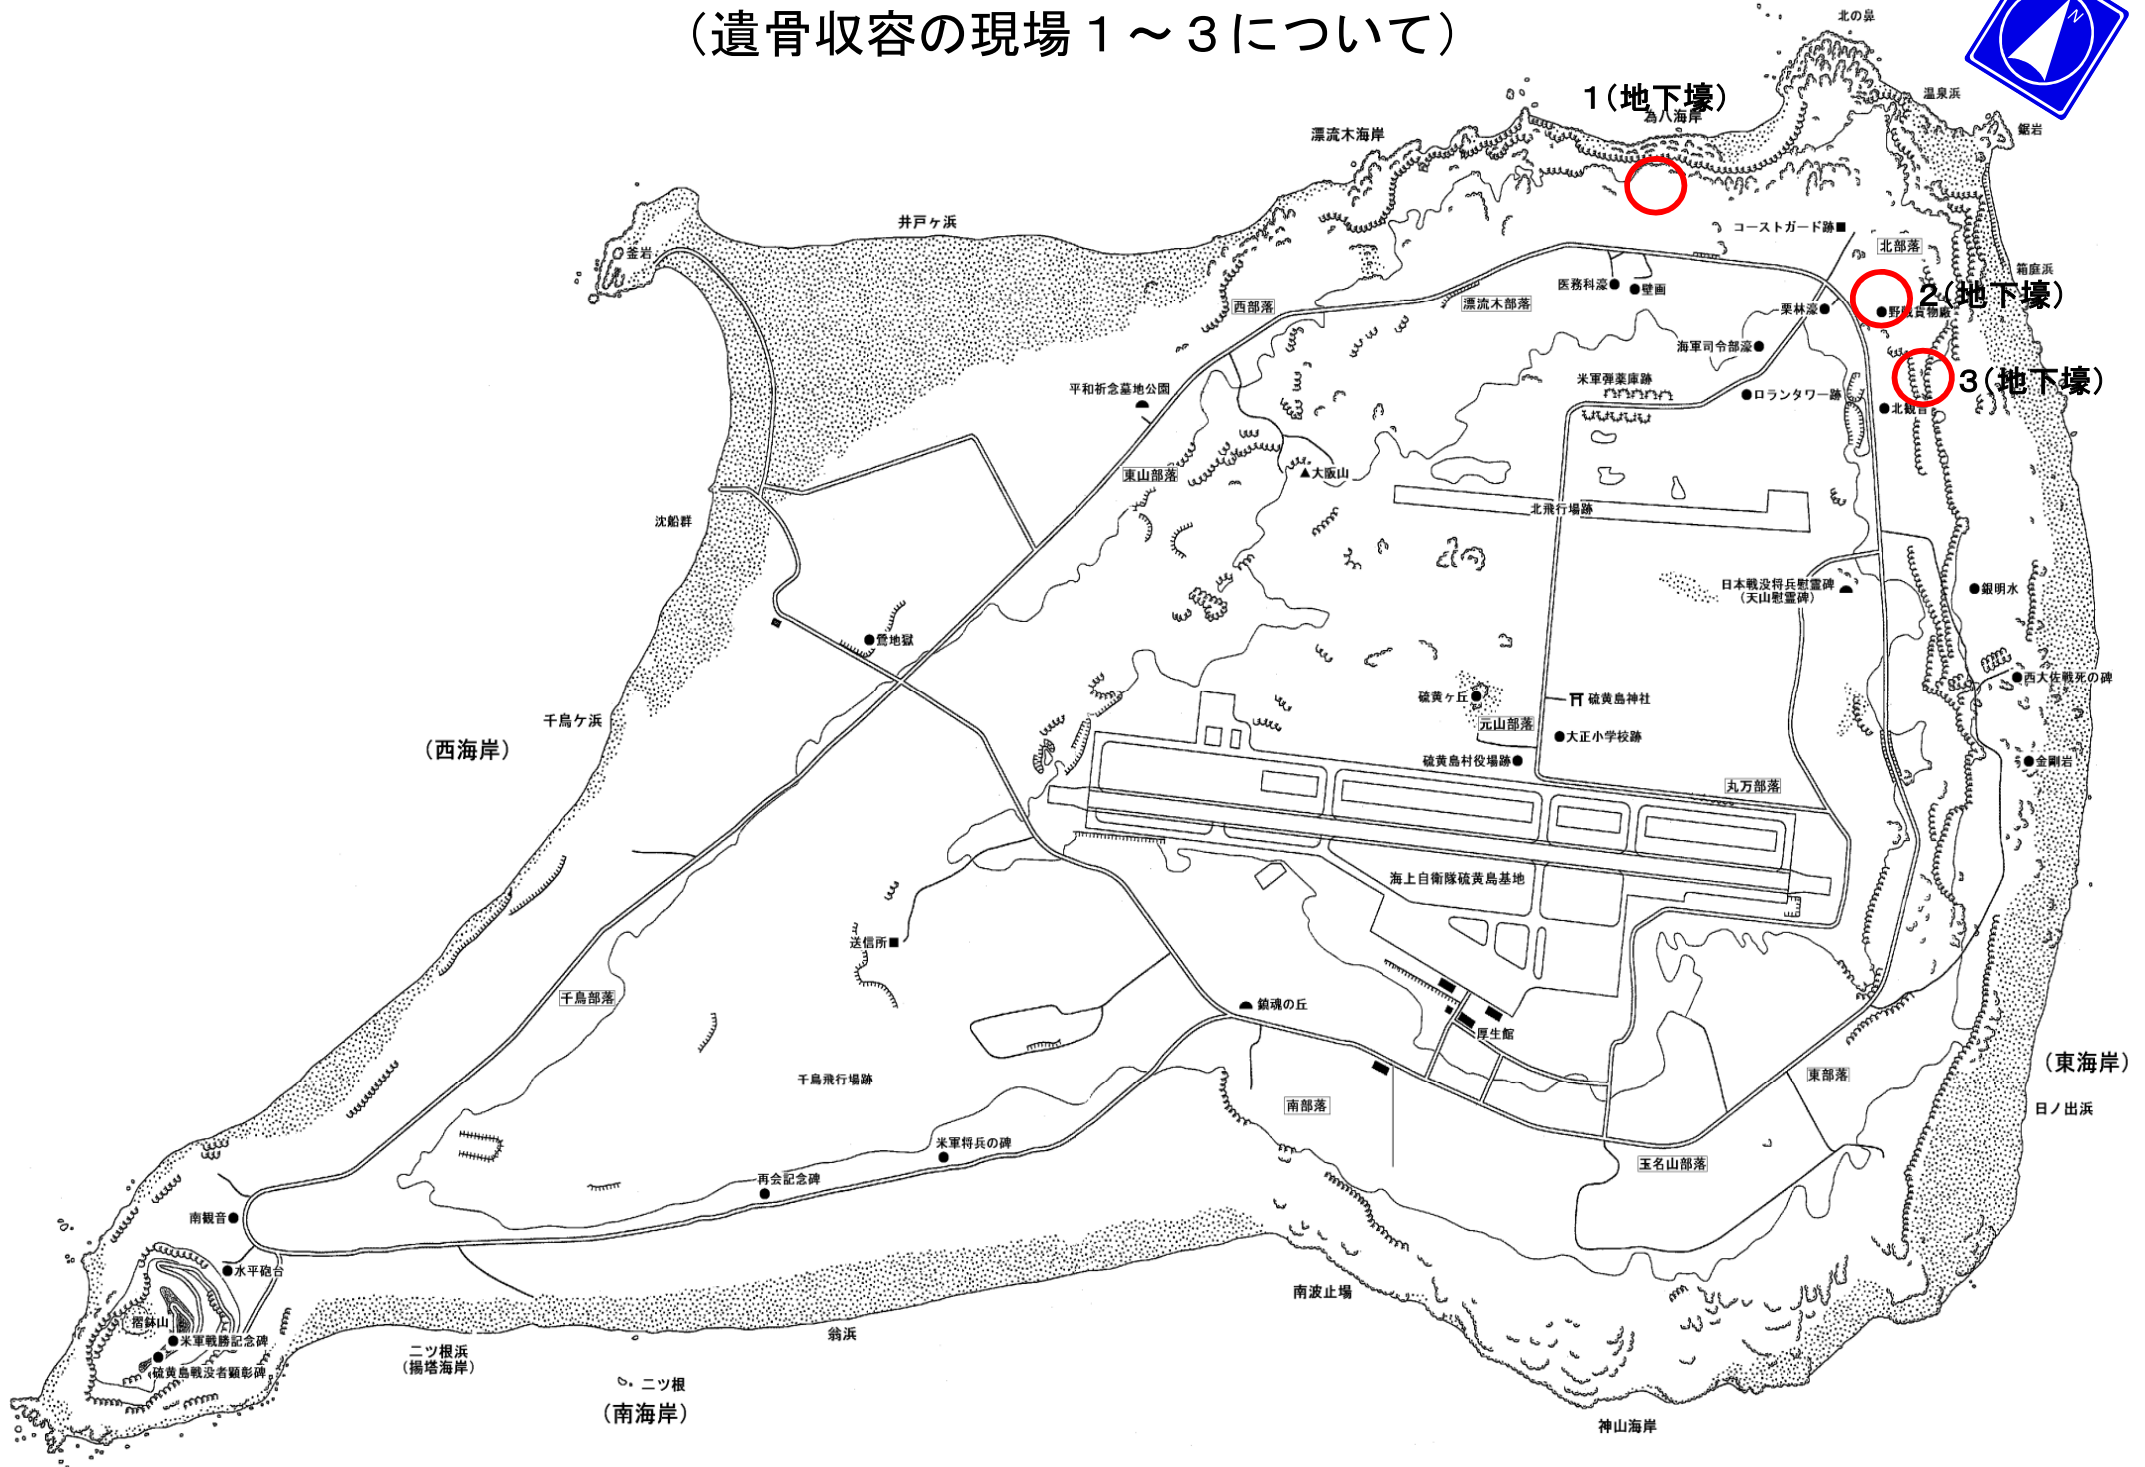 （遺骨収容の現場１～３について）
北の鼻
N
温泉浜
1（地下壕）
為八海岸
漂流木海岸
鋸岩
井戸ヶ浜
釜岩
コーストガード跡
北部落
箱庭浜
医務科濠
壁画
2（地下壕）
西部落
漂流木部落
栗林濠
海軍司令部濠
米軍弾薬庫跡
平和祈念墓地公園
ロランタワー跡
3（地下壕）
北観音
東山部落
大阪山
北飛行場跡
沈船群
日本戦没将兵慰霊碑
（天山慰霊碑）
銀明水
鶯地獄
西大佐戦死の碑
硫黄ヶ丘
硫黄島神社
千鳥ケ浜
元山部落
大正小学校跡
（西海岸）
硫黄島村役場跡
金剛岩
丸万部落
海上自衛隊硫黄島基地
送信所
千鳥部落
鎮魂の丘
厚生館
（東海岸）
千鳥飛行場跡
東部落
南部落
日ノ出浜
米軍将兵の碑
玉名山部落
再会記念碑
南観音
水平砲台
南波止場
摺鉢山
米軍戦勝記念碑
翁浜
二ツ根浜
（揚塔海岸）
硫黄島戦没者顕彰碑
二ツ根
（南海岸）
神山海岸